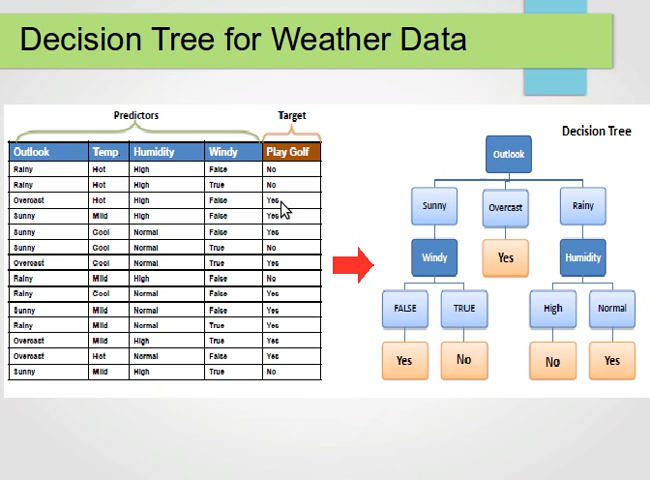 Decision Tree for Weather Data
Predictors Target
Outlook Temp Humidity Windy Play Golf
Rainy Hot High False No
Rainy Hot High True No
Overcast Hot High False Yes
Sunny Mild High False Yes
Sunny Cool Normal False Yes
Sunny Cool Normal True No
Overcast Cool Normal True Yes
Rainy Mild High False No
Rainy Cool Normal False Yes
Sunny Mild Normal False Yes
Rainy Mild Normal True Yes
Overcast Mild High True Yes
Overcast Hot Normal False Yes
Sunny Mild High True No
Decision Tree
Outlook
Sunny Overcast Rainy
Windy Yes Humidity
FALSE TRUE High Normal
Yes No No Yes